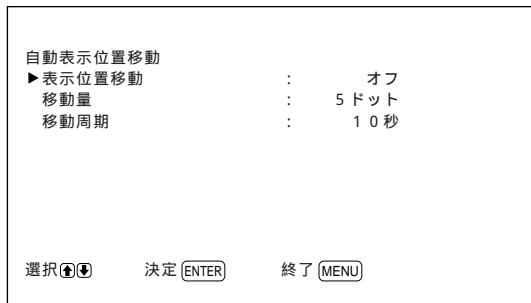 自動表示位置移動
▶表示位置移動 : オフ
移動量 : 5ドット
移動周期 : 10秒
選択⬆⬇ 決定 ENTER 終了 MENU